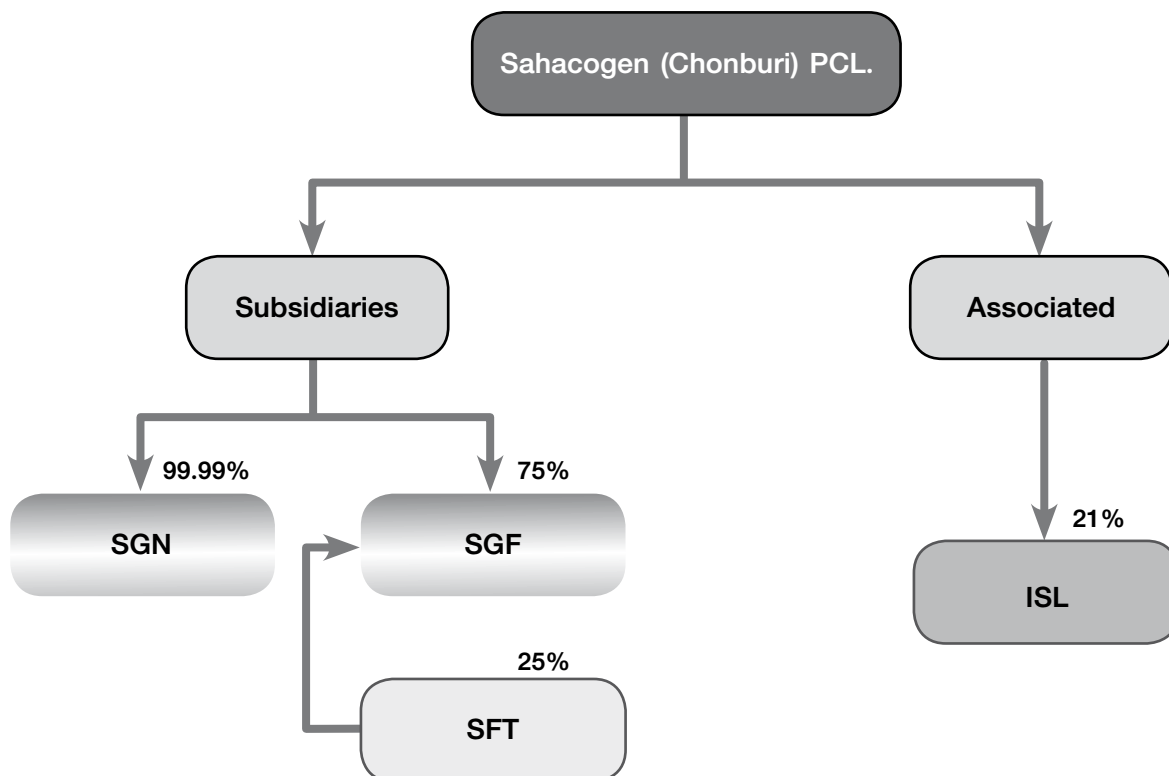 Sahacogen (Chonburi) PCL.
Subsidiaries
Associated
99.99%
75%
SGN
SGF
21%
ISL
25%
SFT